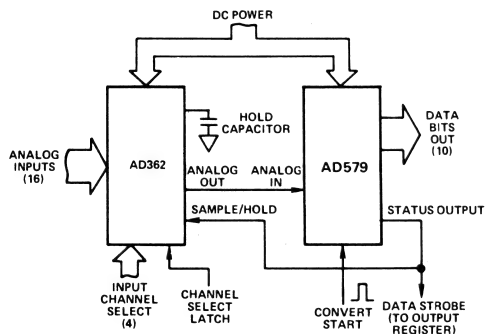 DC POWER
HOLD
CAPACITOR
DATA
BITS
OUT
(10)
ANALOG
INPUTS
(16)
AD362
AD579
ANALOG
OUT
ANALOG
IN
SAMPLE/HOLD
STATUS OUTPUT
INPUT
CHANNEL
SELECT
(4)
CHANNEL
SELECT
LATCH
CONVERT
START
DATA STROBE
(TO OUTPUT
REGISTER)